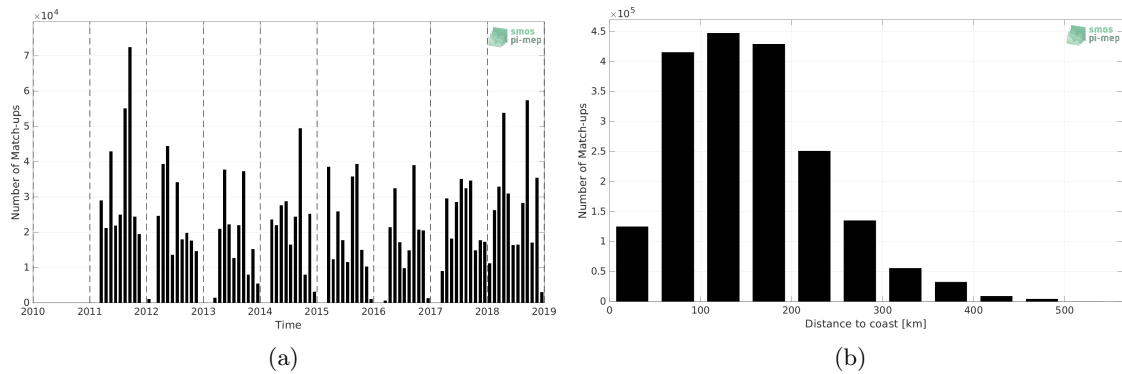 ×10⁴
smos
pi-mep
Number of Match-ups
8
7
6
5
4
3
2
1
0
2010 2011 2012 2013 2014 2015 2016 2017 2018 2019
Time
(a)
×10⁵
smos
pi-mep
Number of Match-ups
4.5
4
3.5
3
2.5
2
1.5
1
0.5
0
0 100 200 300 400 500
Distance to coast [km]
(b)